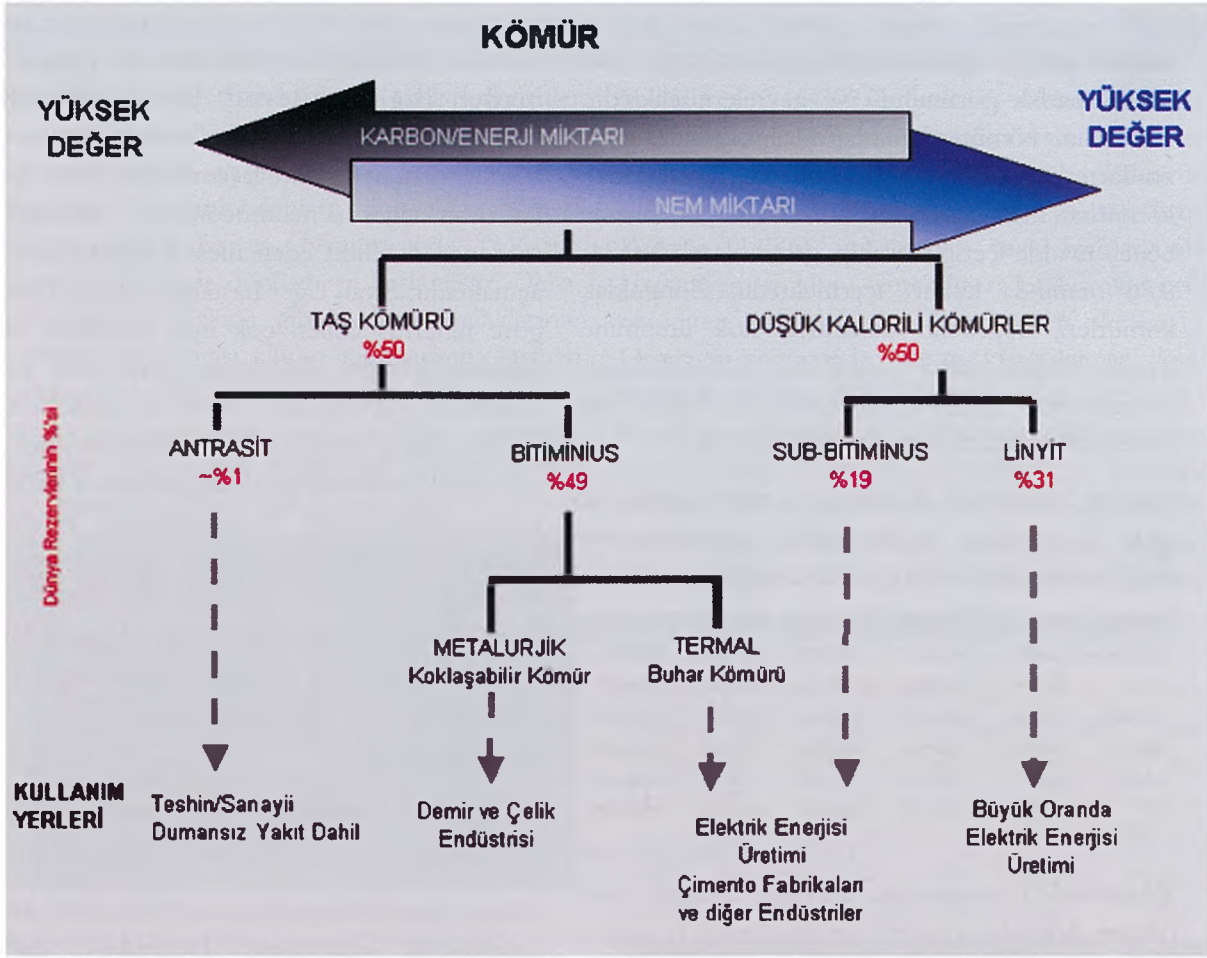 KÖMÜR
YÜKSEK
DEĞER
YÜKSEK
DEĞER
KARBON/ENERJİ MİKTARI
NEM MİKTARI
TAŞ KÖMÜRÜ
%50
DÜŞÜK KALORİLİ KÖMÜRLER
%50
Dünya Rezervlerinin %'si
ANTRASİT
~%1
BİTİMİNIUS
%49
SUB-BİTİMINUS
%19
LİNYİT
%31
METALURJİK
Koklaşabilir Kömür
TERMAL
Buhar Kömürü
KULLANIM
YERLERİ
Teshin/Sanayii
Dumansız Yakıt Dahil
Demir ve Çelik
Endüstrisi
Elektrik Enerjisi
Üretimi
Çimento Fabrikaları
ve diğer Endüstriler
Büyük Oranda
Elektrik Enerjisi
Üretimi